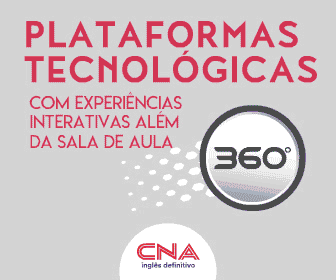 PLATAFORMAS
TECNOLÓGICAS
COM EXPERIÊNCIAS
INTERATIVAS ALÉM
DA SALA DE AULA
360°
CNA
inglês definitivo